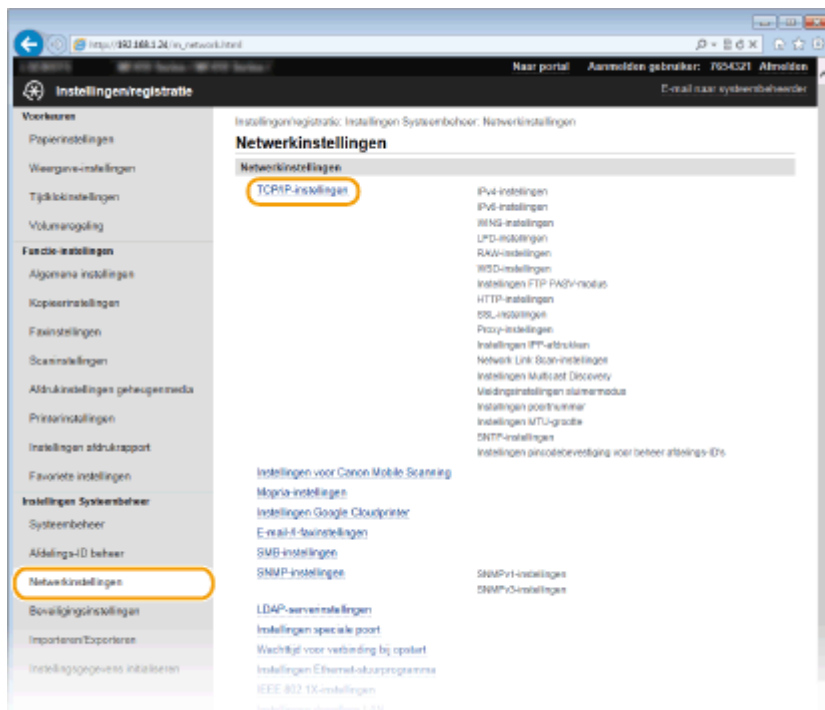 http://192.168.1.24/m_network.html
Naar portal Aanmelden gebruiker: 7654321 Afmelden
Instellingen/registratie
E-mail naar systeembeheerder
Voorkeuren
Papierinstellingen
Weergave-instellingen
Tijdklokinstellingen
Volumeregeling
Functie-instellingen
Algemene instellingen
Kopieerinstellingen
Faxinstellingen
Scaninstellingen
Afdrukinstellingen geheugenmedia
Printerinstellingen
Instellingen afdrukrapport
Favoriete instellingen
Instellingen Systeembeheer
Systeembeheer
Afdelings-ID beheer
Netwerkinstellingen
Beveiligingsinstellingen
Importeren/Exporteren
Instellingsgegevens initialiseren
Instellingen/registratie: Instellingen Systeembeheer: Netwerkinstellingen
Netwerkinstellingen
Netwerkinstellingen
TCP/IP-instellingen
IPv4-instellingen
IPv6-instellingen
WINS-instellingen
LPD-instellingen
RAW-instellingen
WSD-instellingen
Instellingen FTP PASV-modus
HTTP-instellingen
SSL-instellingen
Proxy-instellingen
Instellingen IPP-afdrukken
Network Link Scan-instellingen
Instellingen Multicast Discovery
Meldingsinstellingen sluimermodus
Instellingen poortnummer
Instellingen MTU-grootte
SNTP-instellingen
Instellingen pincodebevestiging voor beheer afdelings-ID's
Instellingen voor Canon Mobile Scanning
Mopria-instellingen
Instellingen Google Cloudprinter
E-mail-/I-faxinstellingen
SMB-instellingen
SNMP-instellingen
SNMPv1-instellingen
SNMPv3-instellingen
LDAP-serverinstellingen
Instellingen speciale poort
Wachttijd voor verbinding bij opstart
Instellingen Ethernet-stuurprogramma
IEEE 802.1X-instellingen